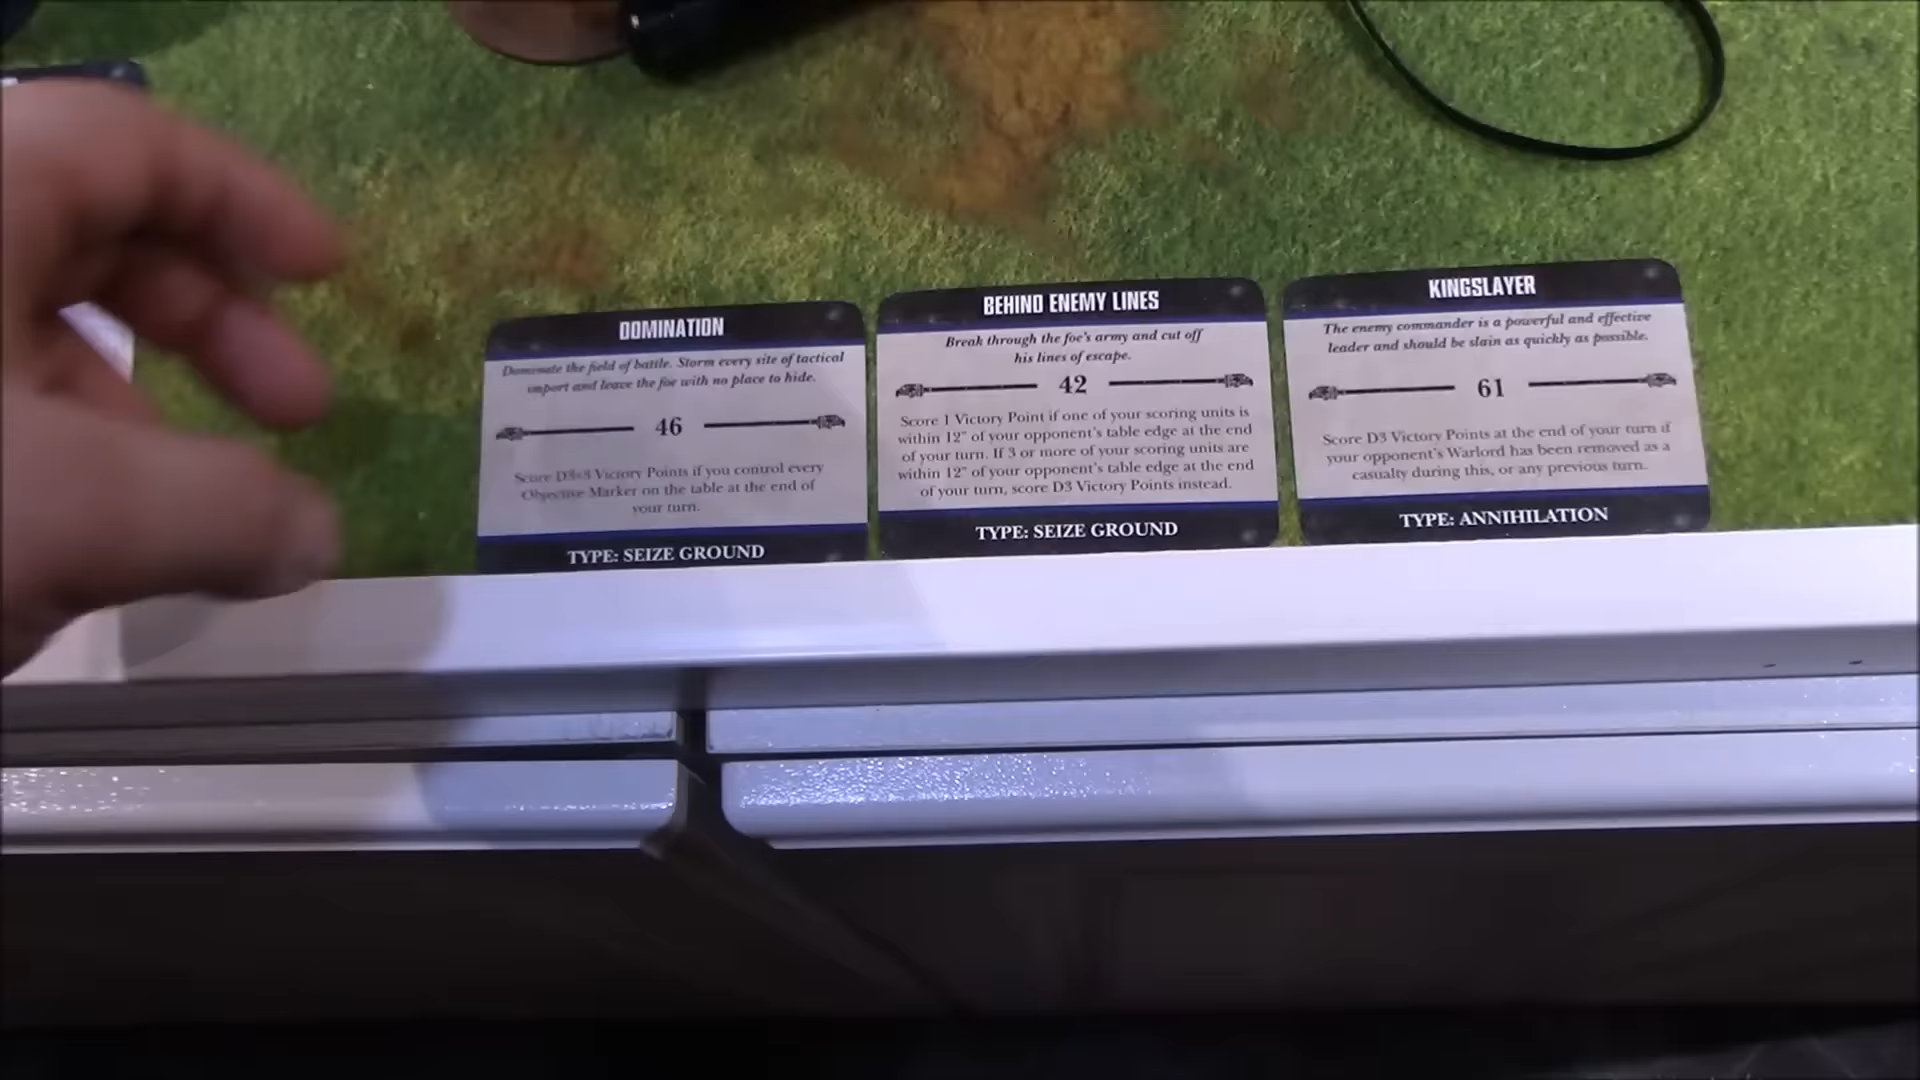 DOMINATION
Dominate the field of battle. Storm every site of tactical
import and leave the foe with no place to hide.
46
Score D3+3 Victory Points if you control every
Objective Marker on the table at the end of
your turn.
TYPE: SEIZE GROUND
BEHIND ENEMY LINES
Break through the foe's army and cut off
his lines of escape.
42
Score 1 Victory Point if one of your scoring units is
within 12" of your opponent's table edge at the end
of your turn. If 3 or more of your scoring units are
within 12" of your opponent's table edge at the end
of your turn, score D3 Victory Points instead.
TYPE: SEIZE GROUND
KINGSLAYER
The enemy commander is a powerful and effective
leader and should be slain as quickly as possible.
61
Score D3 Victory Points at the end of your turn if
your opponent's Warlord has been removed as a
casualty during this, or any previous turn.
TYPE: ANNIHILATION